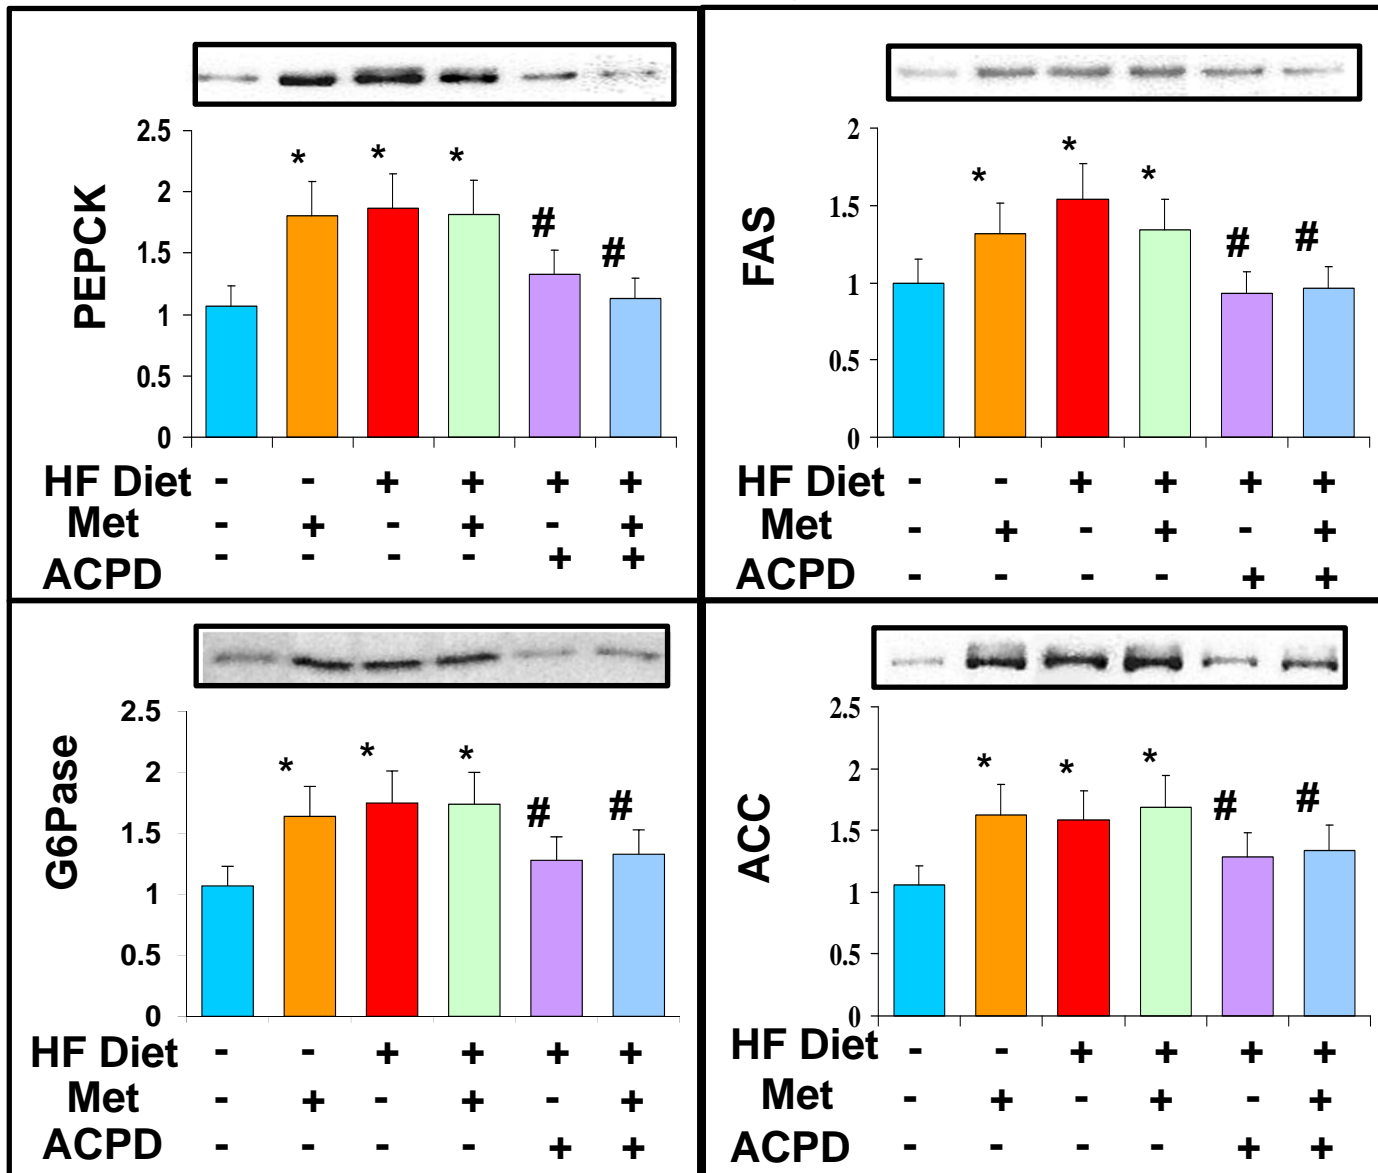 PEPCK
2.5
2
1.5
1
0.5
0
* * * # #
HF Diet - - + + + +
Met - + - + - +
ACPD - - - - + +
FAS
2
1.5
1
0.5
0
* * * # #
HF Diet - - + + + +
Met - + - + - +
ACPD - - - - + +
G6Pase
2.5
2
1.5
1
0.5
0
* * * # #
HF Diet - - + + + +
Met - + - + - +
ACPD - - - - + +
ACC
2.5
2
1.5
1
0.5
0
* * * # #
HF Diet - - + + + +
Met - + - + - +
ACPD - - - - + +